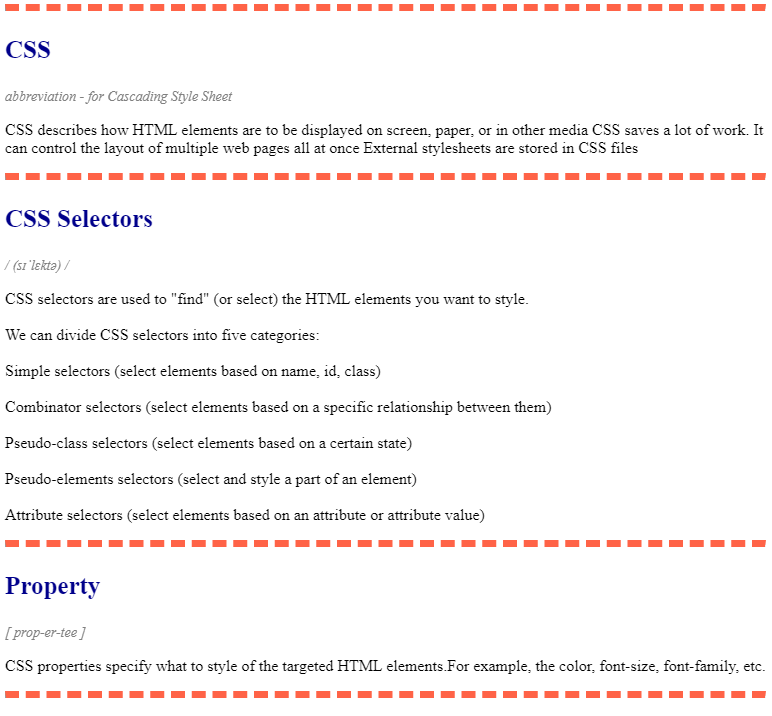 CSS
abbreviation - for Cascading Style Sheet
CSS describes how HTML elements are to be displayed on screen, paper, or in other media CSS saves a lot of work. It
can control the layout of multiple web pages all at once External stylesheets are stored in CSS files
CSS Selectors
/ (sɪˈlɛktə) /
CSS selectors are used to "find" (or select) the HTML elements you want to style.
We can divide CSS selectors into five categories:
Simple selectors (select elements based on name, id, class)
Combinator selectors (select elements based on a specific relationship between them)
Pseudo-class selectors (select elements based on a certain state)
Pseudo-elements selectors (select and style a part of an element)
Attribute selectors (select elements based on an attribute or attribute value)
Property
[ prop-er-tee ]
CSS properties specify what to style of the targeted HTML elements.For example, the color, font-size, font-family, etc.